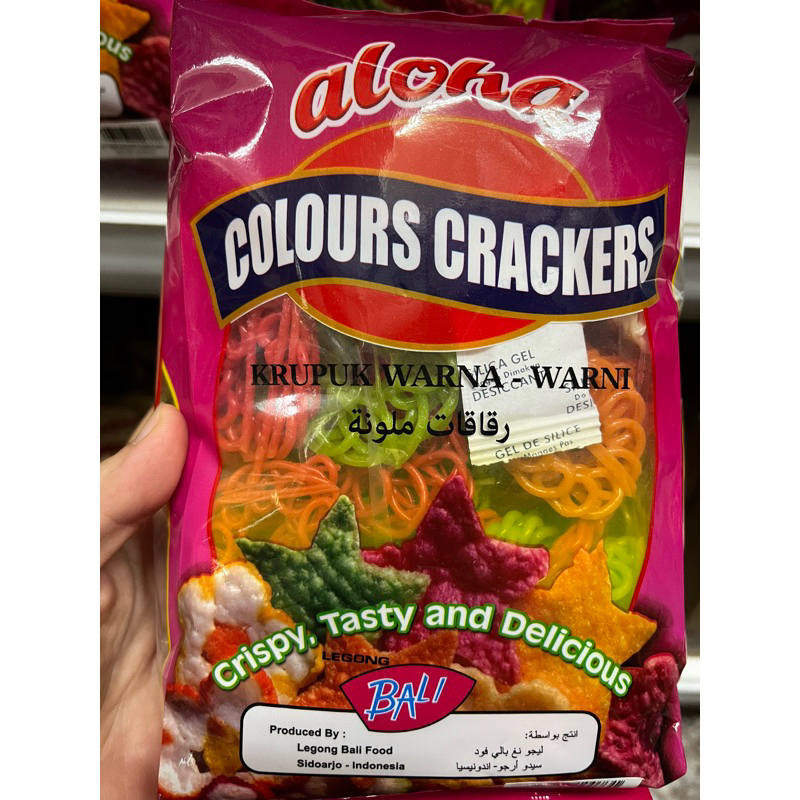 aloha
COLOURS CRACKERS
KRUPUK WARNA - WARNI
رقاقات ملونة
GEL
GEL DE SILICE
Crispy, Tasty and Delicious
LEGONG
BALI
Produced By :
Legong Bali Food
Sidoarjo - Indonesia
انتج بواسطة:
ليجو نغ بالي فود
سيدو أرجو- اندونيسيا